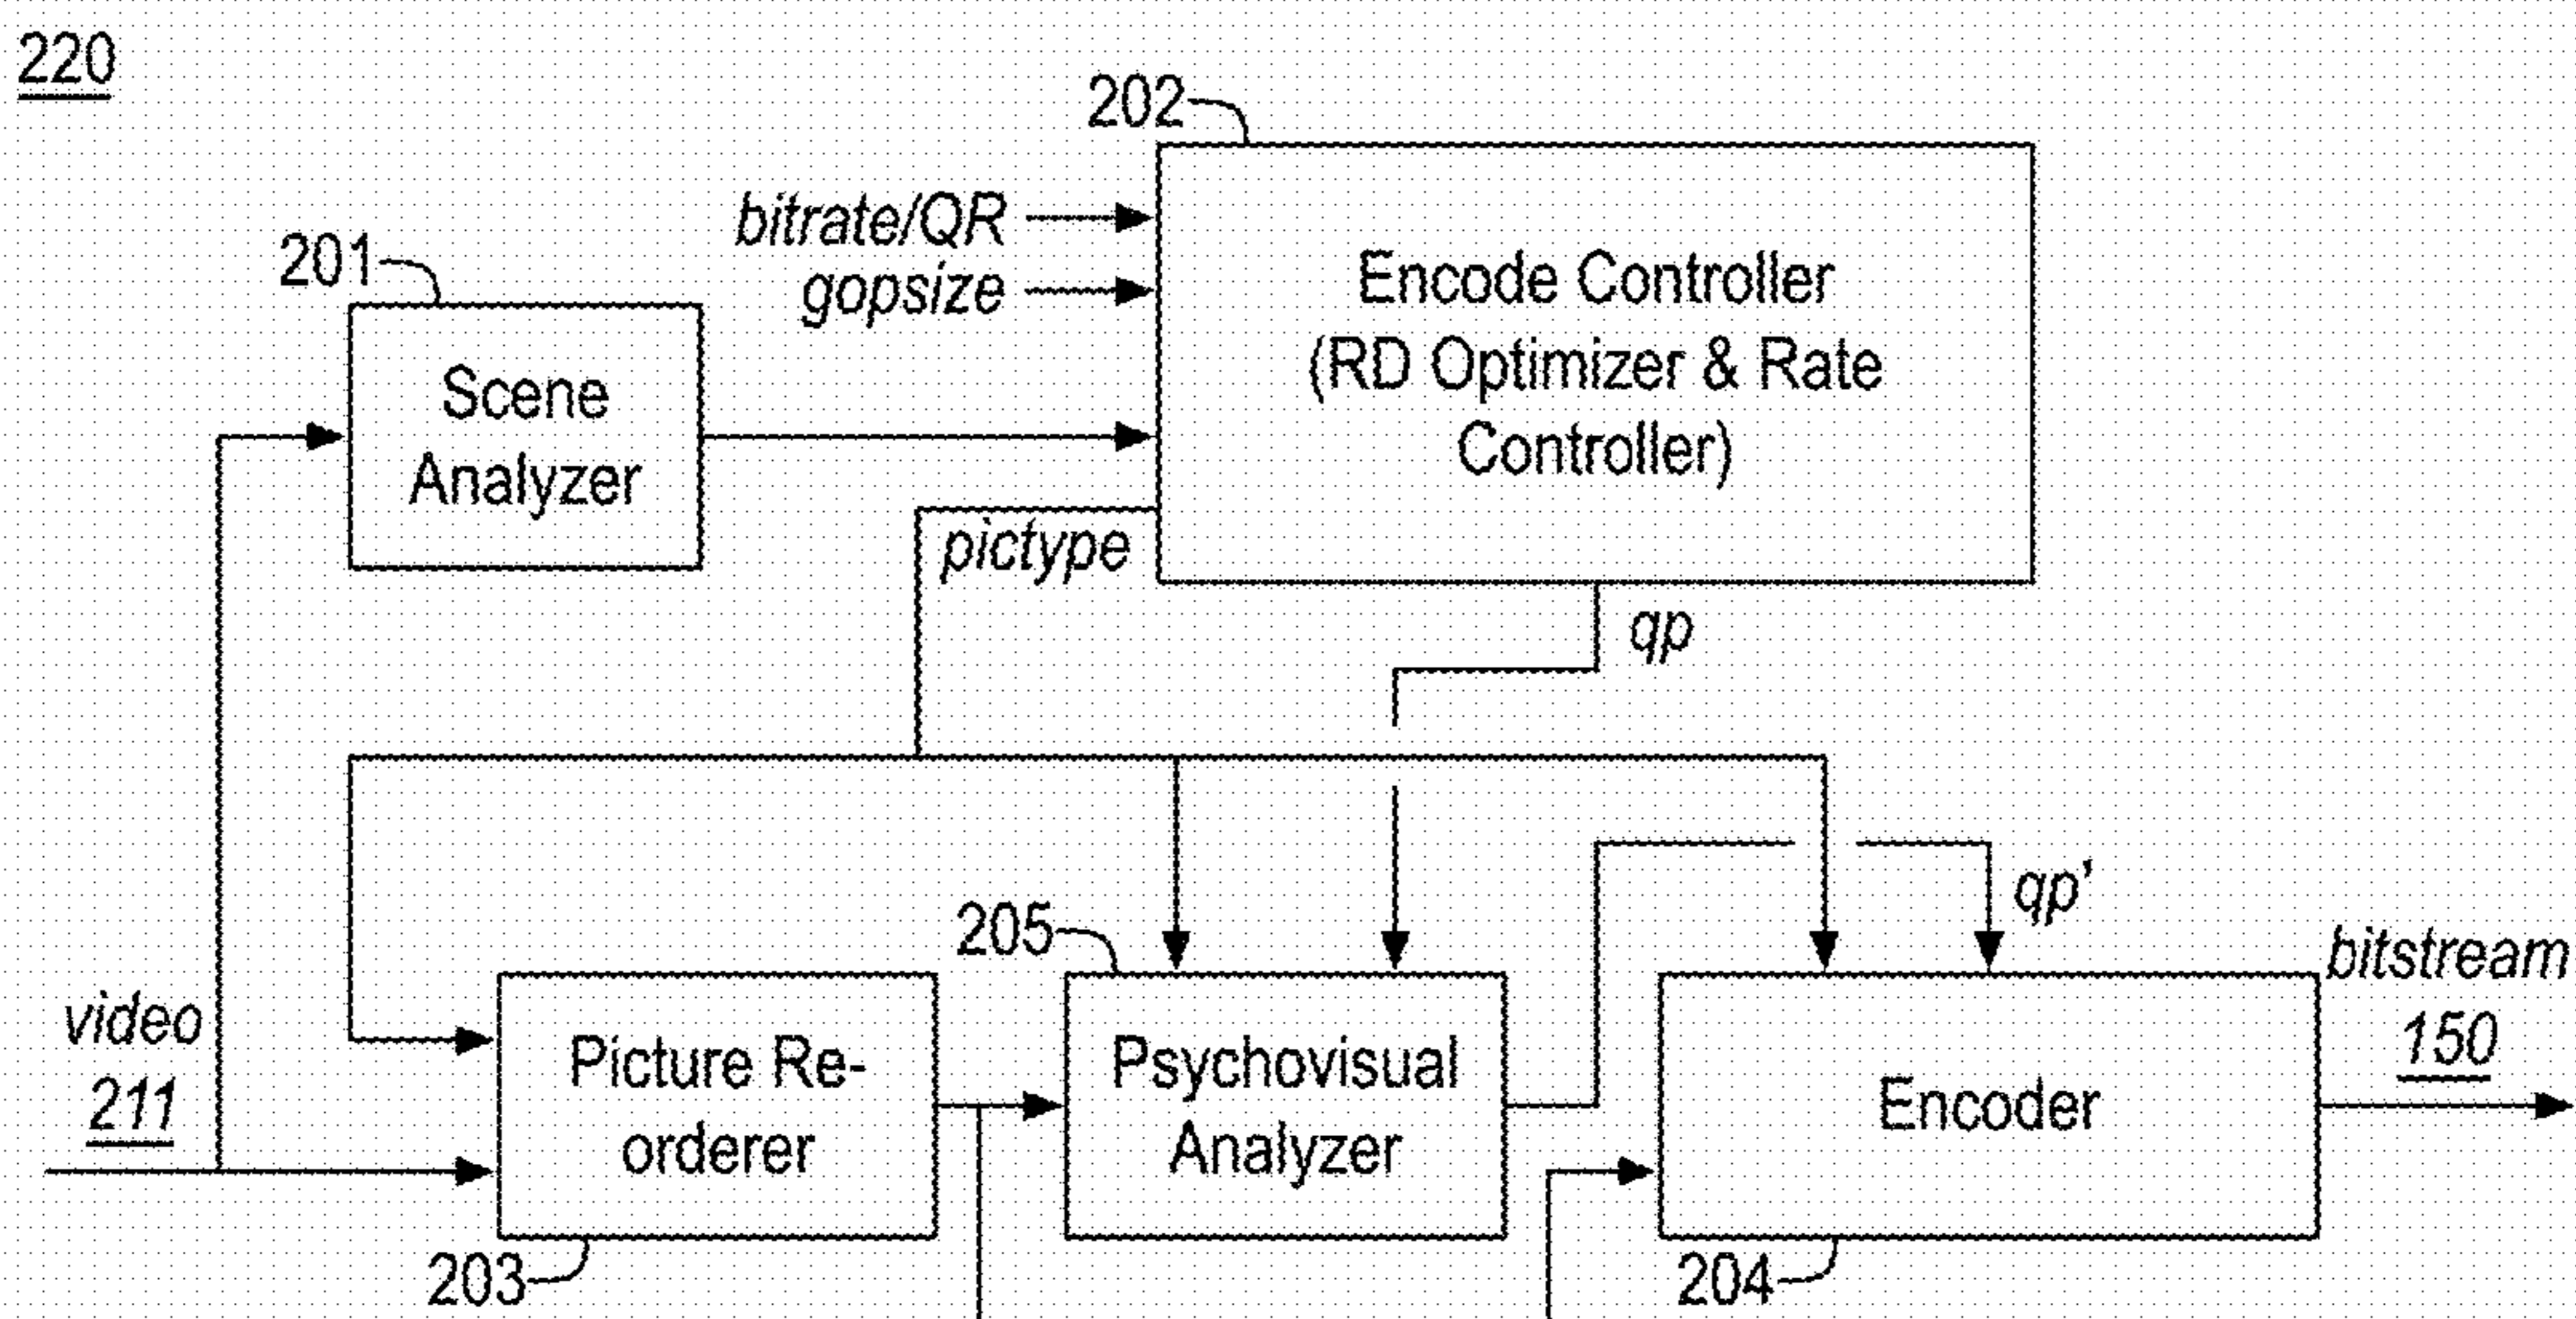 220
202
bitrate/QR
gopsize
201
Scene
Analyzer
Encode Controller
(RD Optimizer & Rate
Controller)
pictype
qp
qp'
205
video
211
bitstream
150
Picture Re-
orderer
Psychovisual
Analyzer
Encoder
203
204